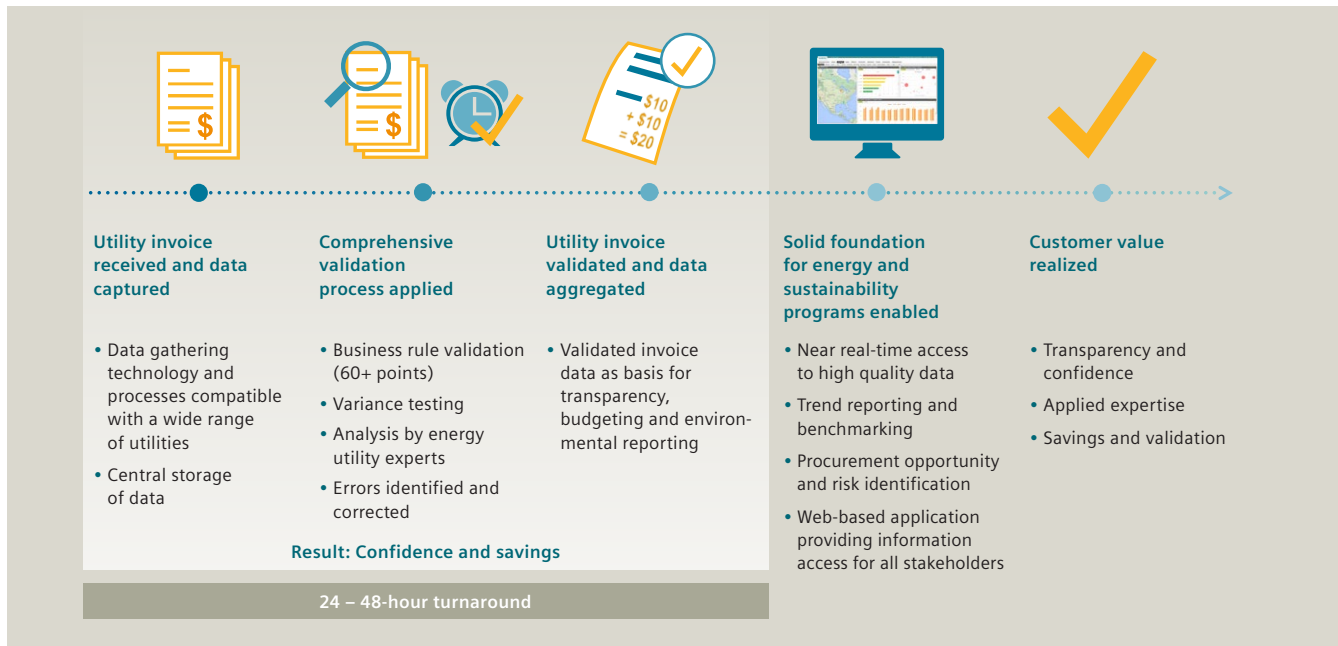 $
$
$10
+ $10
= $20
Utility invoice
received and data
captured
• Data gathering
technology and
processes compatible
with a wide range
of utilities
• Central storage
of data
Comprehensive
validation
process applied
• Business rule validation
(60+ points)
• Variance testing
• Analysis by energy
utility experts
• Errors identified and
corrected
Utility invoice
validated and data
aggregated
• Validated invoice
data as basis for
transparency,
budgeting and environ-
mental reporting
Result: Confidence and savings
24 – 48-hour turnaround
Solid foundation
for energy and
sustainability
programs enabled
• Near real-time access
to high quality data
• Trend reporting and
benchmarking
• Procurement opportunity
and risk identification
• Web-based application
providing information
access for all stakeholders
Customer value
realized
• Transparency and
confidence
• Applied expertise
• Savings and validation